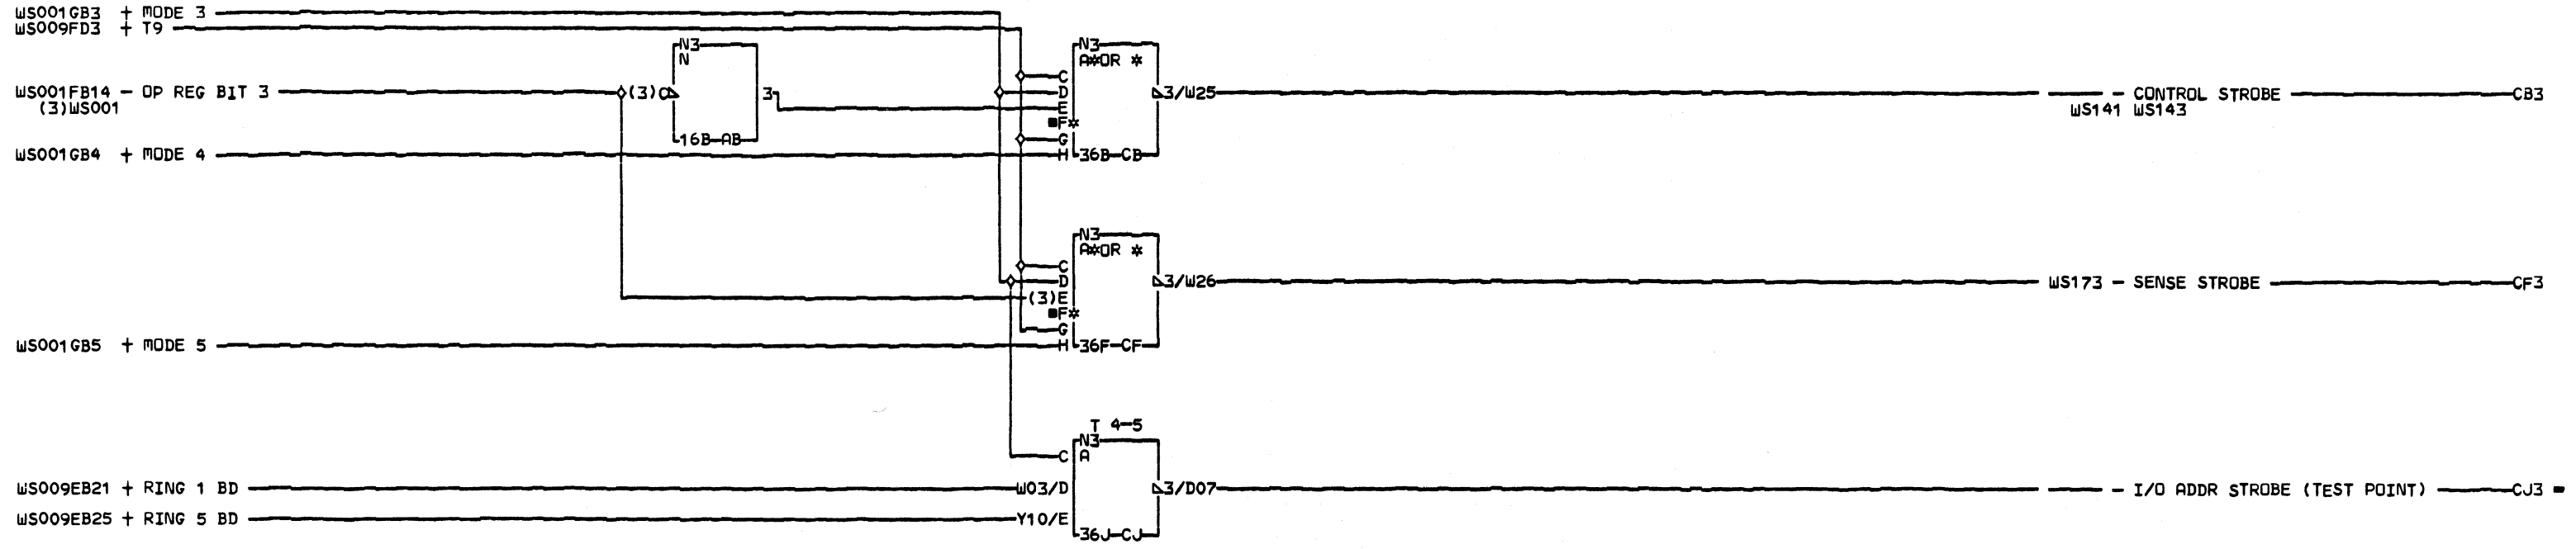 WS001GB3 + MODE 3
WS009FD3 + T9
N3
N
N3
A*OR *
C
WS001FB14 - OP REG BIT 3
(3)C
3
D
3/W25
- CONTROL STROBE
CB3
(3)WS001
E
WS141 WS143
■F*
16B AB
G
WS001GB4 + MODE 4
H
36B CB
N3
A*OR *
C
D
3/W26
WS173 - SENSE STROBE
CF3
(3)E
■F*
G
WS001GB5 + MODE 5
H
36F CF
T 4-5
N3
C
A
WS009EB21 + RING 1 BD
W03/D
3/D07
- I/O ADDR STROBE (TEST POINT)
CJ3
WS009EB25 + RING 5 BD
Y10/E
36J CJ